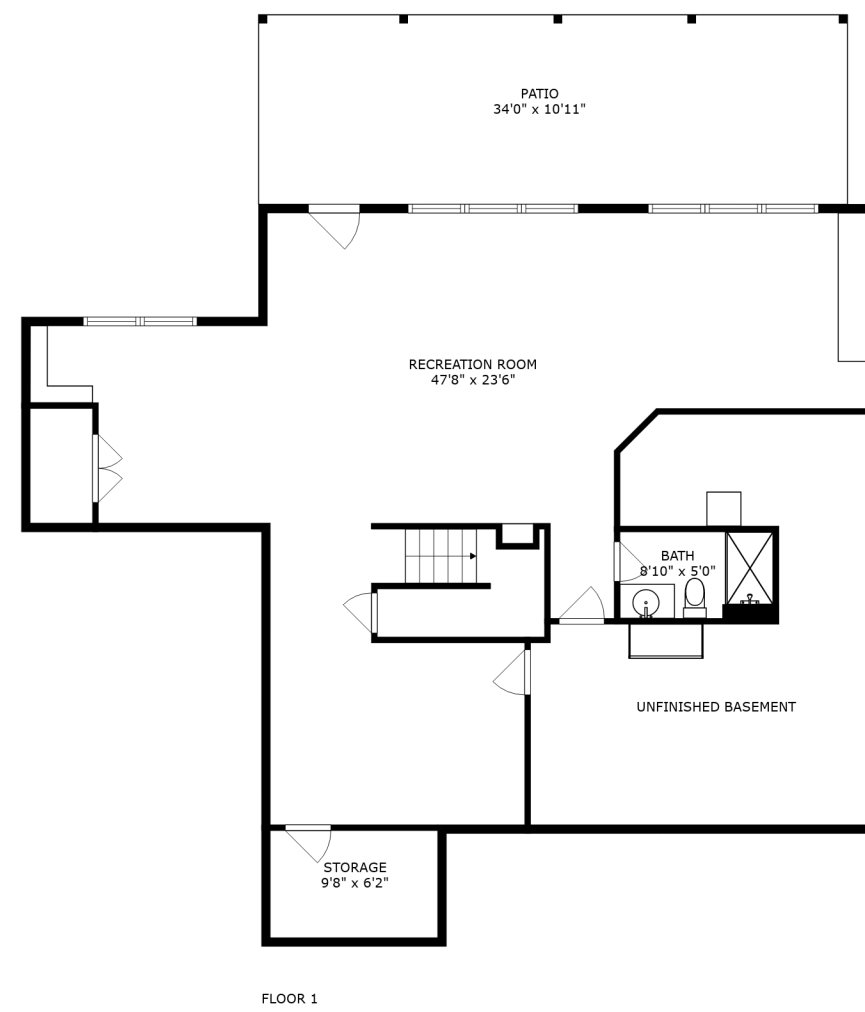 PATIO
34'0" x 10'11"
RECREATION ROOM
47'8" x 23'6"
BATH
8'10" x 5'0"
UNFINISHED BASEMENT
STORAGE
9'8" x 6'2"
FLOOR 1